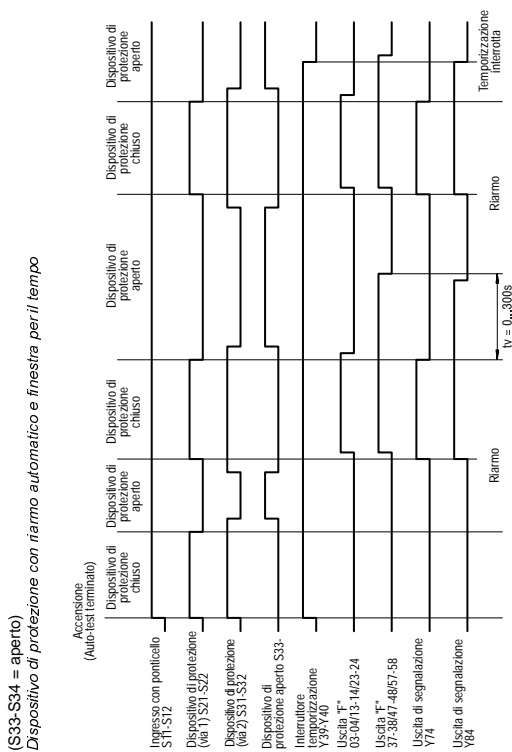 (S33-S34 = aperto)
Dispositivo di protezione con riarmo automatico e finestra per il tempo
Accensione
(Auto-test terminato)
Dispositivo di
protezione
chiuso
Dispositivo di
protezione
aperto
Dispositivo di
protezione
chiuso
Dispositivo di
protezione
aperto
Dispositivo di
protezione
chiuso
Dispositivo di
protezione
aperto
Ingresso con ponticello
S11-S12
Dispositivo di protezione
(via 1) S21-S22
Dispositivo di protezione
(via 2) S31-S32
Dispositivo di
protezione aperto S33-
Interruttore
temporizzazione
Y39-Y40
Uscita "F"
03-04/13-14/23-24
Uscita "F"
37-38/47-48/57-58
Uscita di segnalazione
Y74
Uscita di segnalazione
Y84
Riarmo
tv = 0...300s
Riarmo
Temporizzazione
interrotta